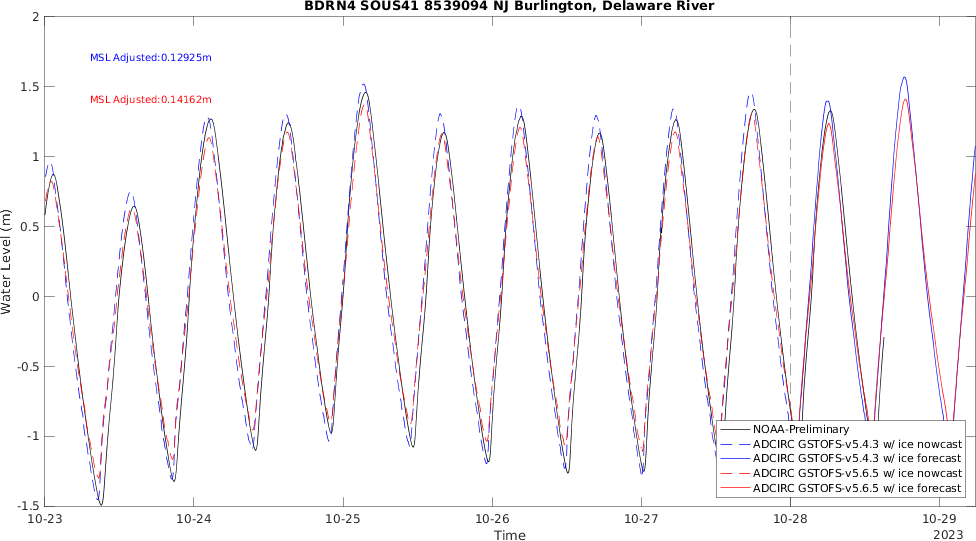 BDRN4 SOUS41 8539094 NJ Burlington, Delaware River
2
MSL Adjusted:0.12925m
1.5
MSL Adjusted:0.14162m
1
0.5
Water Level (m)
0
-0.5
-1
-1.5
NOAA-Preliminary
ADCIRC GSTOFS-v5.4.3 w/ ice nowcast
ADCIRC GSTOFS-v5.4.3 w/ ice forecast
ADCIRC GSTOFS-v5.6.5 w/ ice nowcast
ADCIRC GSTOFS-v5.6.5 w/ ice forecast
10-23 10-24 10-25 10-26 10-27 10-28 10-29
Time
2023